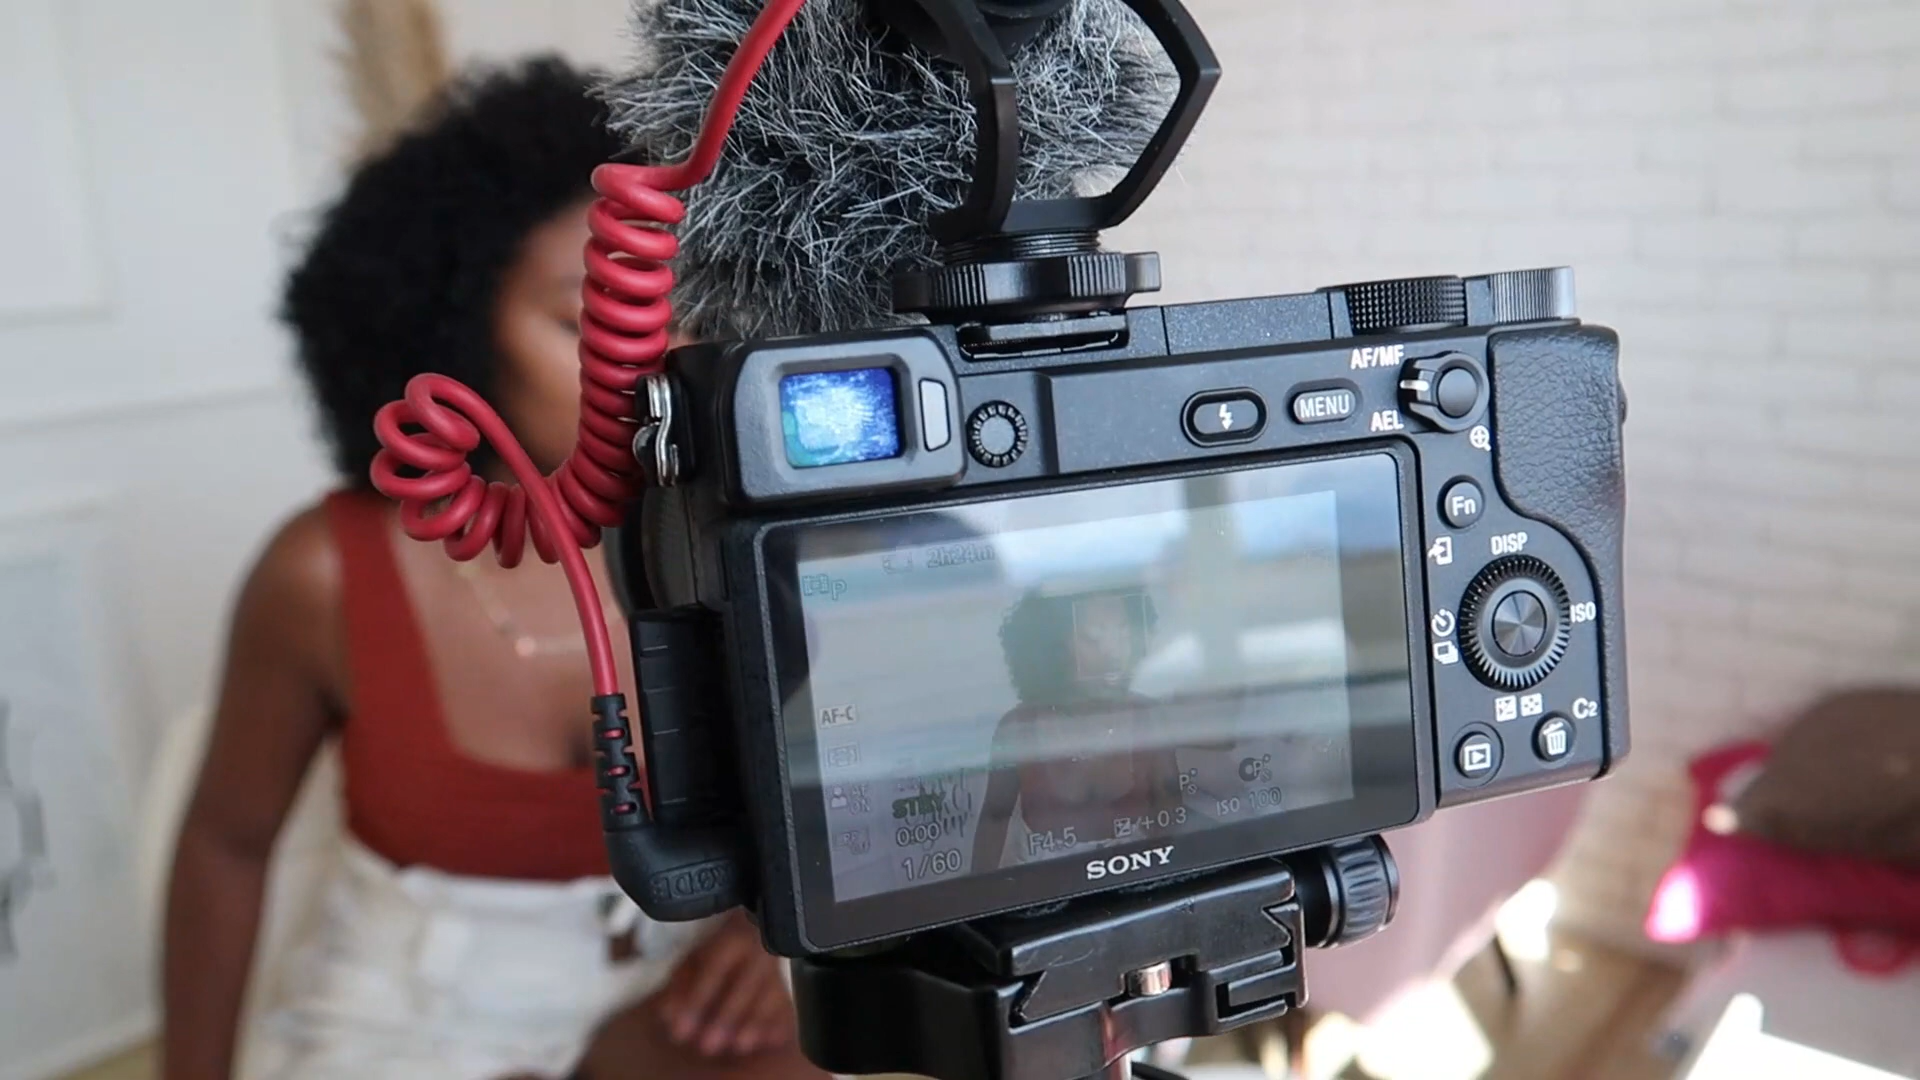 AF/MF
MENU
AEL
Fn
DISP
ISO
C2
2h24m
AF-C
STBY
0:00
1/60
F4.5
+0.3
ISO 100
SONY